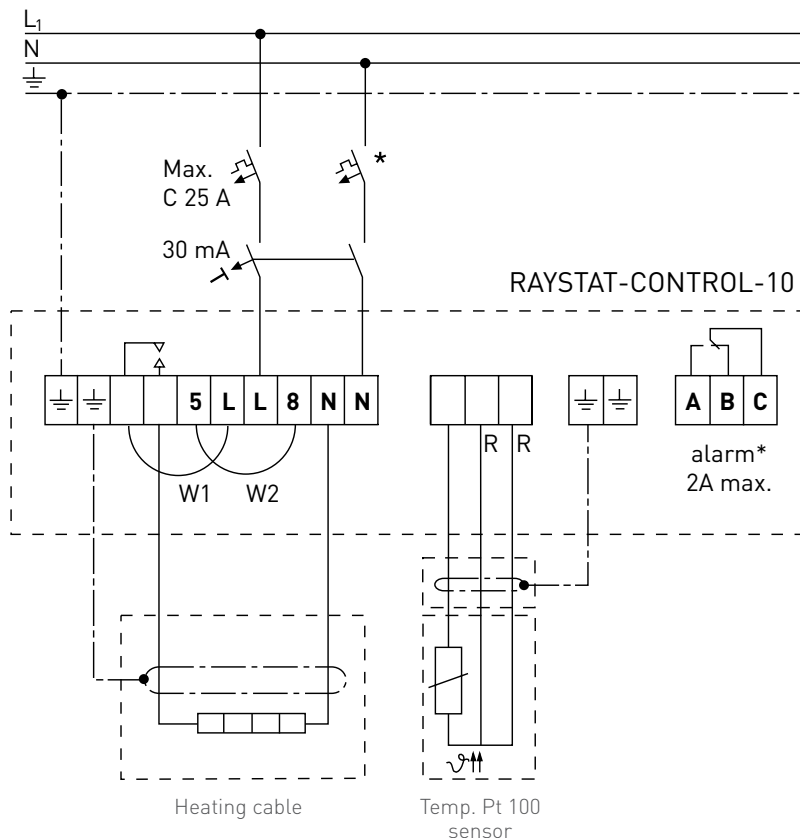 L1
N
Max.
C 25 A
*
30 mA
RAYSTAT-CONTROL-10
5 L L 8 N N
A B C
R R
alarm*
2A max.
W1 W2
ϑ
Heating cable
Temp. Pt 100
sensor